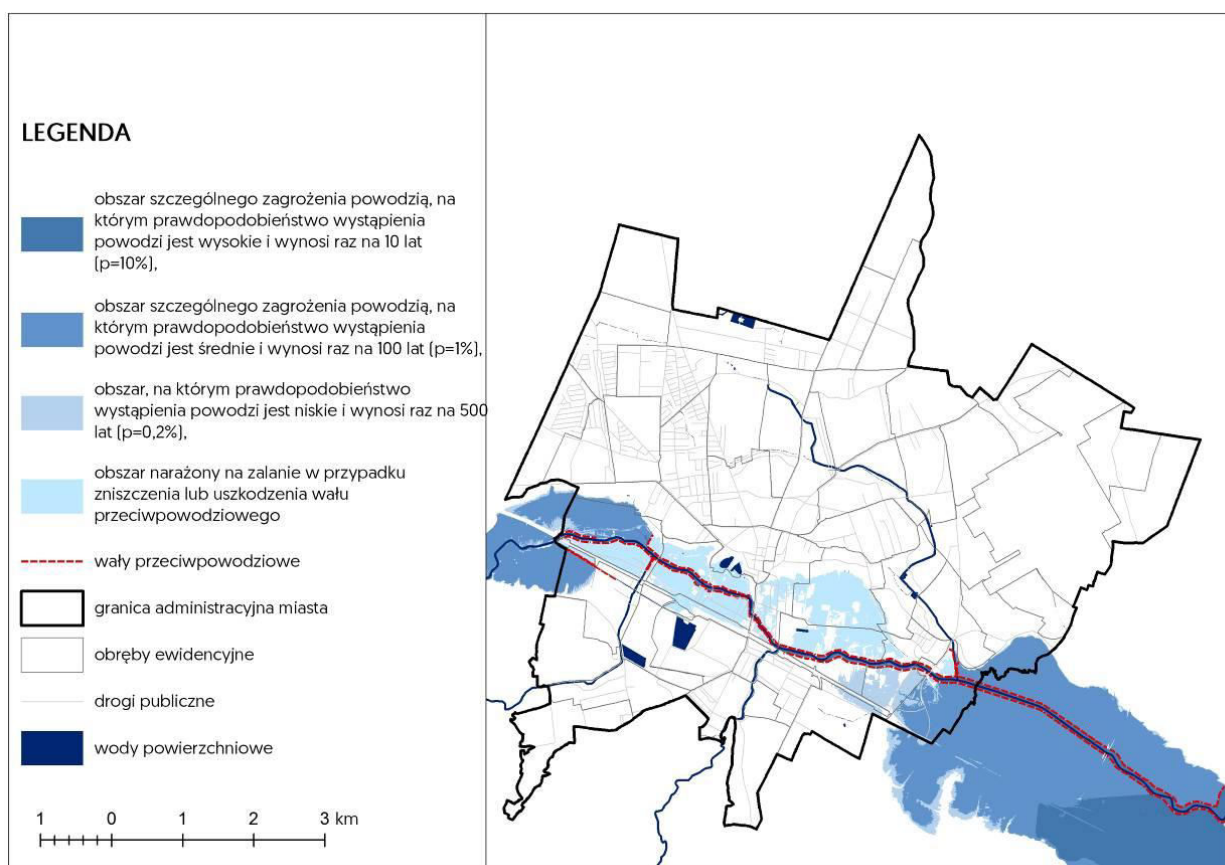 LEGENDA
obszar szczególnego zagrożenia powodzią, na
którym prawdopodobieństwo wystąpienia
powodzi jest wysokie i wynosi raz na 10 lat
(p=10%),
obszar szczególnego zagrożenia powodzią, na
którym prawdopodobieństwo wystąpienia
powodzi jest średnie i wynosi raz na 100 lat (p=1%),
obszar, na którym prawdopodobieństwo
wystąpienia powodzi jest niskie i wynosi raz na 500
lat (p=0,2%),
obszar narażony na zalanie w przypadku
zniszczenia lub uszkodzenia wału
przeciwpowodziowego
wały przeciwpowodziowe
granica administracyjna miasta
obręby ewidencyjne
drogi publiczne
wody powierzchniowe
1 0 1 2 3 km